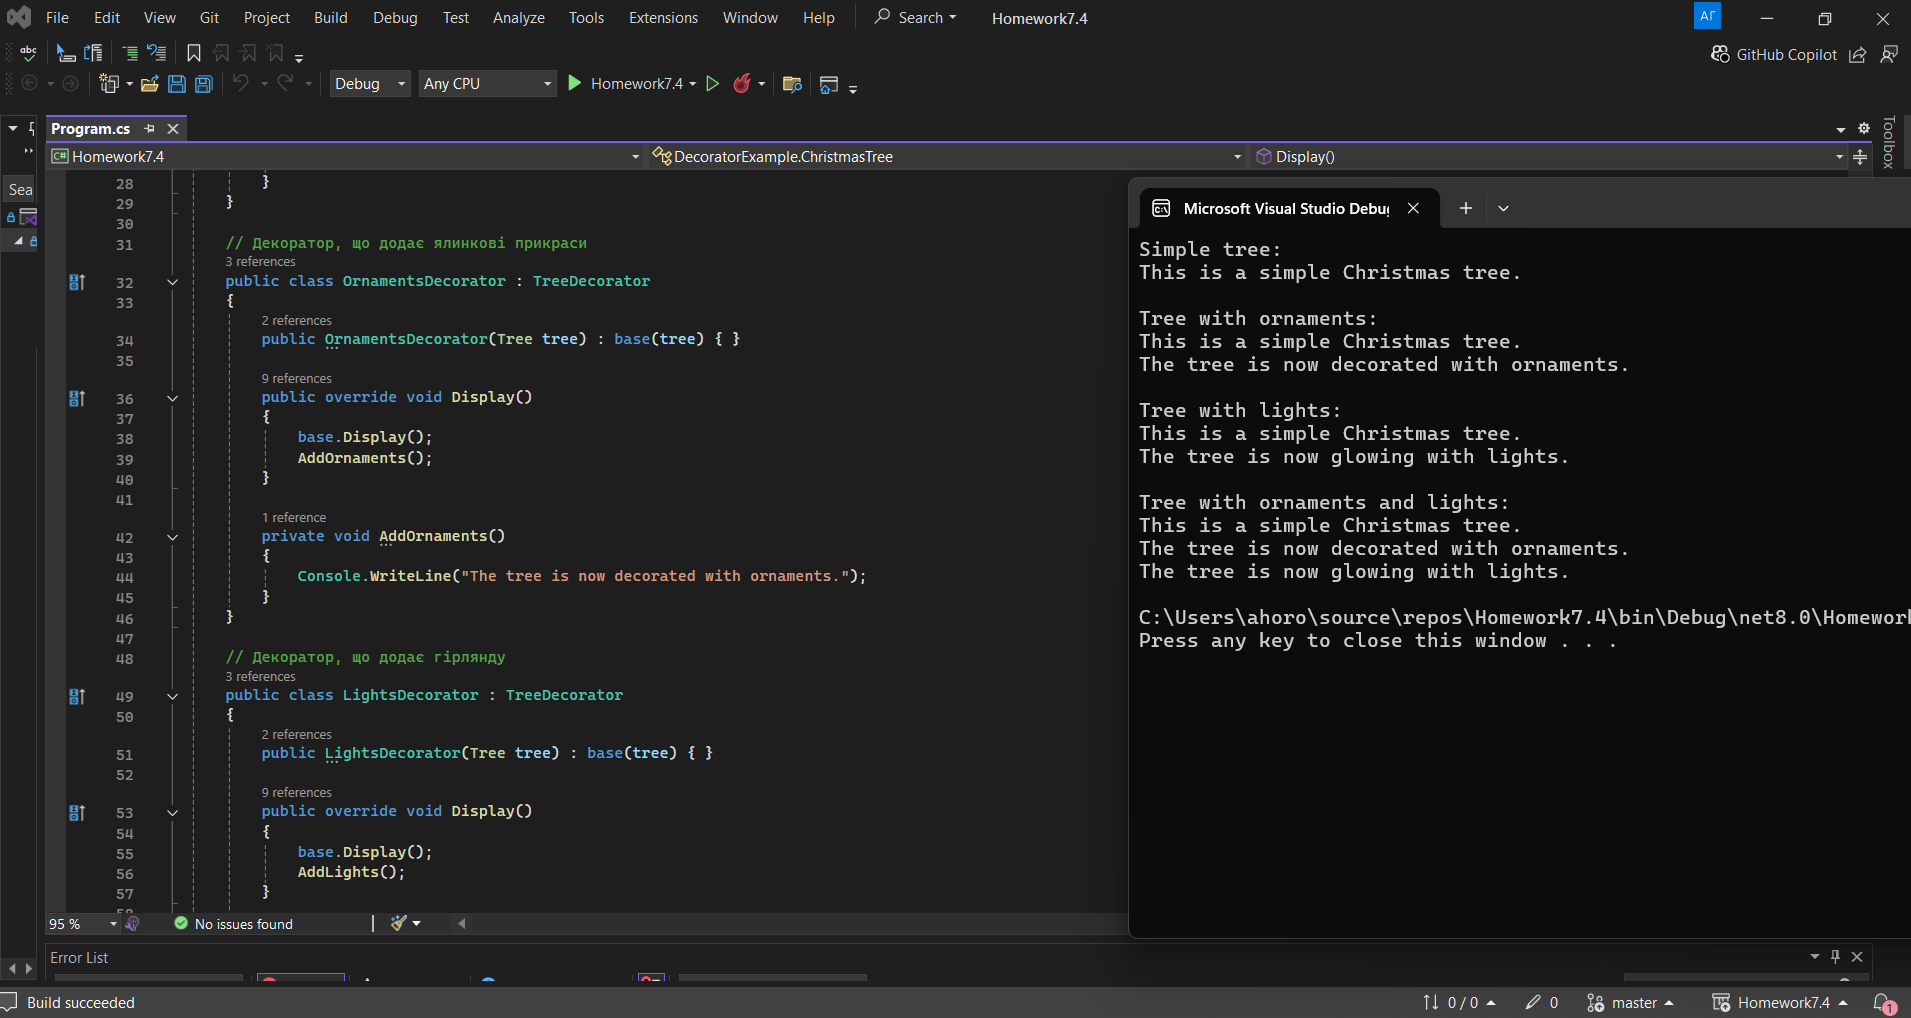 File Edit View Git Project Build Debug Test Analyze Tools Extensions Window Help Search Homework7.4 АГ
abc GitHub Copilot
Debug Any CPU Homework7.4
Program.cs
Toolbox
Homework7.4 DecoratorExample.ChristmasTree Display()
Sea
28 }
29 }
30
31 // Декоратор, що додає ялинкові прикраси
3 references
32 public class OrnamentsDecorator : TreeDecorator
33 {
2 references
34 public OrnamentsDecorator(Tree tree) : base(tree) { }
35
9 references
36 public override void Display()
37 {
38 base.Display();
39 AddOrnaments();
40 }
41
1 reference
42 private void AddOrnaments()
43 {
44 Console.WriteLine("The tree is now decorated with ornaments.");
45 }
46 }
47
48 // Декоратор, що додає гірлянду
3 references
49 public class LightsDecorator : TreeDecorator
50 {
2 references
51 public LightsDecorator(Tree tree) : base(tree) { }
52
9 references
53 public override void Display()
54 {
55 base.Display();
56 AddLights();
57 }
58
95 % No issues found
Microsoft Visual Studio Debug
Simple tree:
This is a simple Christmas tree.
Tree with ornaments:
This is a simple Christmas tree.
The tree is now decorated with ornaments.
Tree with lights:
This is a simple Christmas tree.
The tree is now glowing with lights.
Tree with ornaments and lights:
This is a simple Christmas tree.
The tree is now decorated with ornaments.
The tree is now glowing with lights.
C:\Users\ahoro\source\repos\Homework7.4\bin\Debug\net8.0\Homework
Press any key to close this window . . .
Error List
Build succeeded 0 / 0 0 master Homework7.4 1